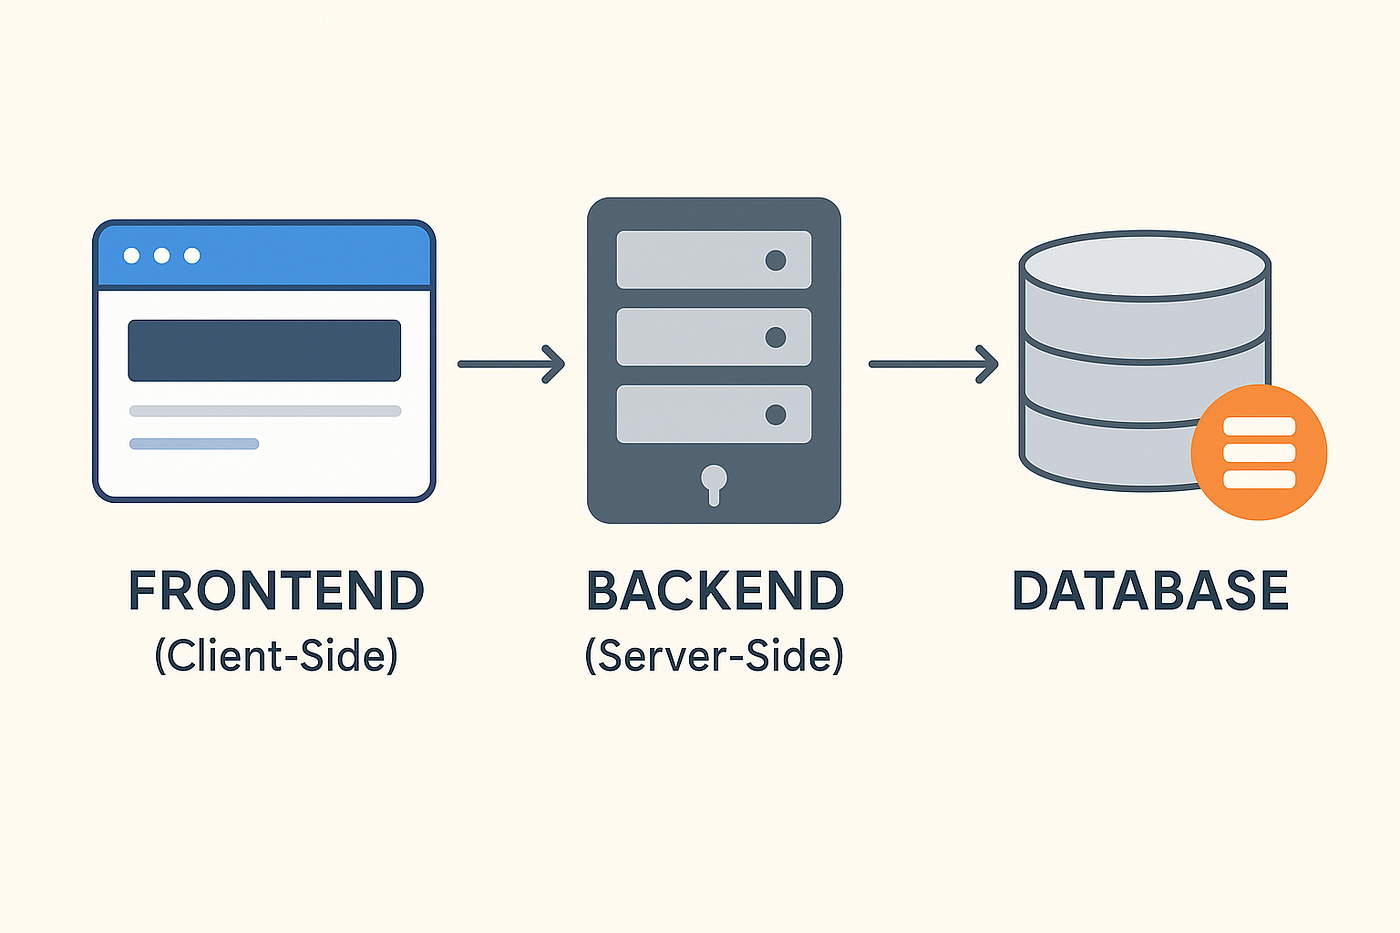 FRONTEND
(Client-Side)
BACKEND
(Server-Side)
DATABASE